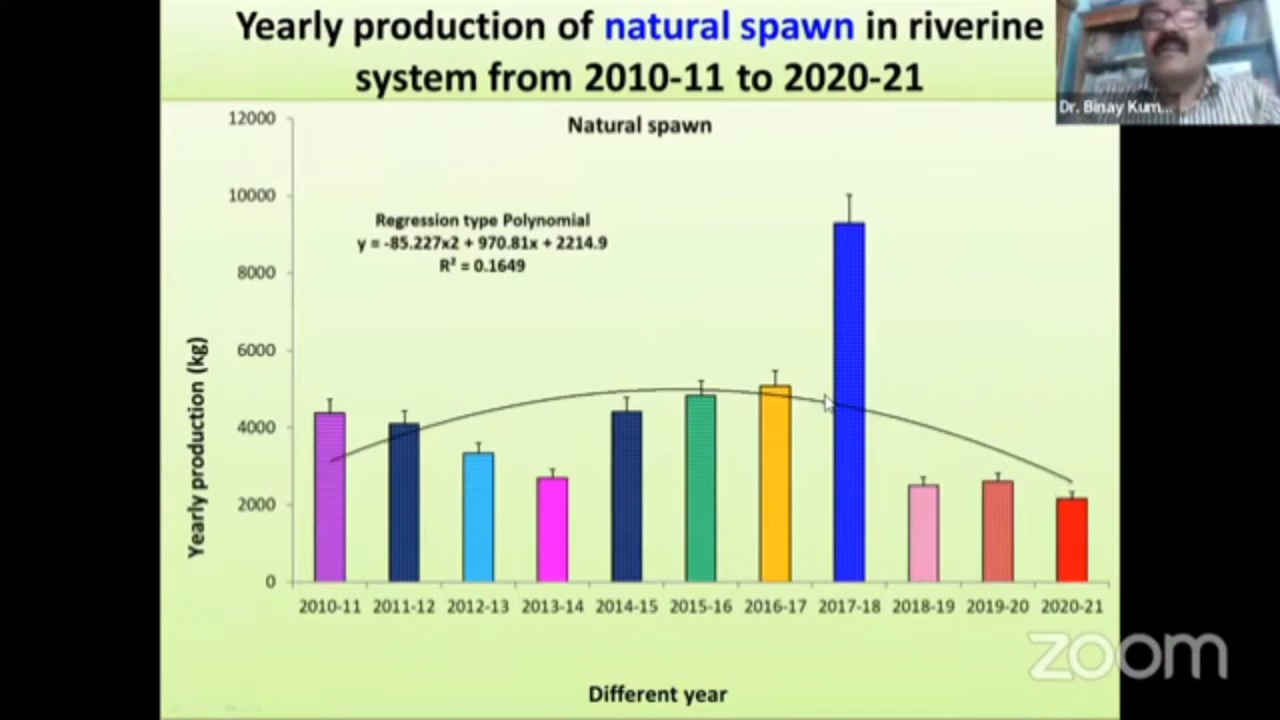 Yearly production of natural spawn in riverine
system from 2010-11 to 2020-21
Dr. Binay Kum...
Natural spawn
12000
10000
8000
6000
4000
2000
0
Regression type Polynomial
y = -85.227x2 + 970.81x + 2214.9
R² = 0.1649
Yearly production (kg)
2010-11 2011-12 2012-13 2013-14 2014-15 2015-16 2016-17 2017-18 2018-19 2019-20 2020-21
Different year
zoom